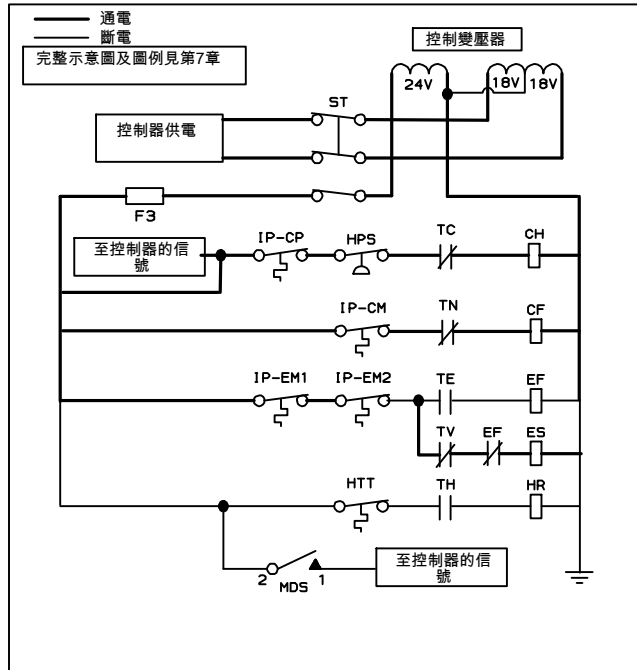 通電
斷電
完整示意圖及圖例見第7章
控制變壓器
24V
18V
18V
ST
控制器供電
F3
至控制器的信
號
IP-CP
HPS
TC
CH
IP-CM
TN
CF
IP-EM1
IP-EM2
TE
EF
TV
EF
ES
HTT
TH
HR
2
1
MDS
至控制器的信
號